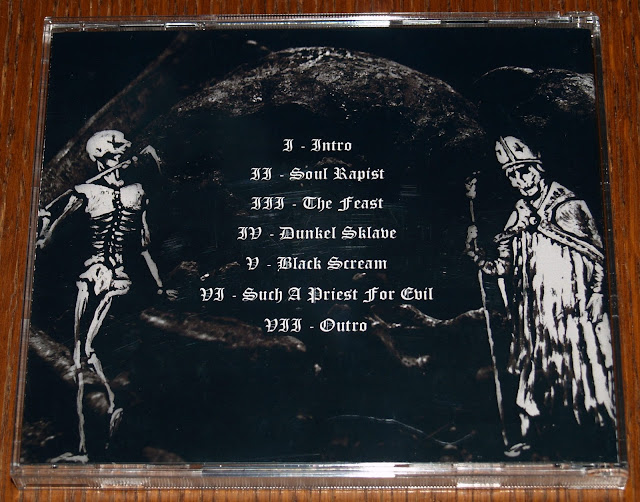 I - Intro
II - Soul Rapist
III - The Feast
IV - Dunkel Sklave
V - Black Scream
VI - Such A Priest For Evil
VII - Outro